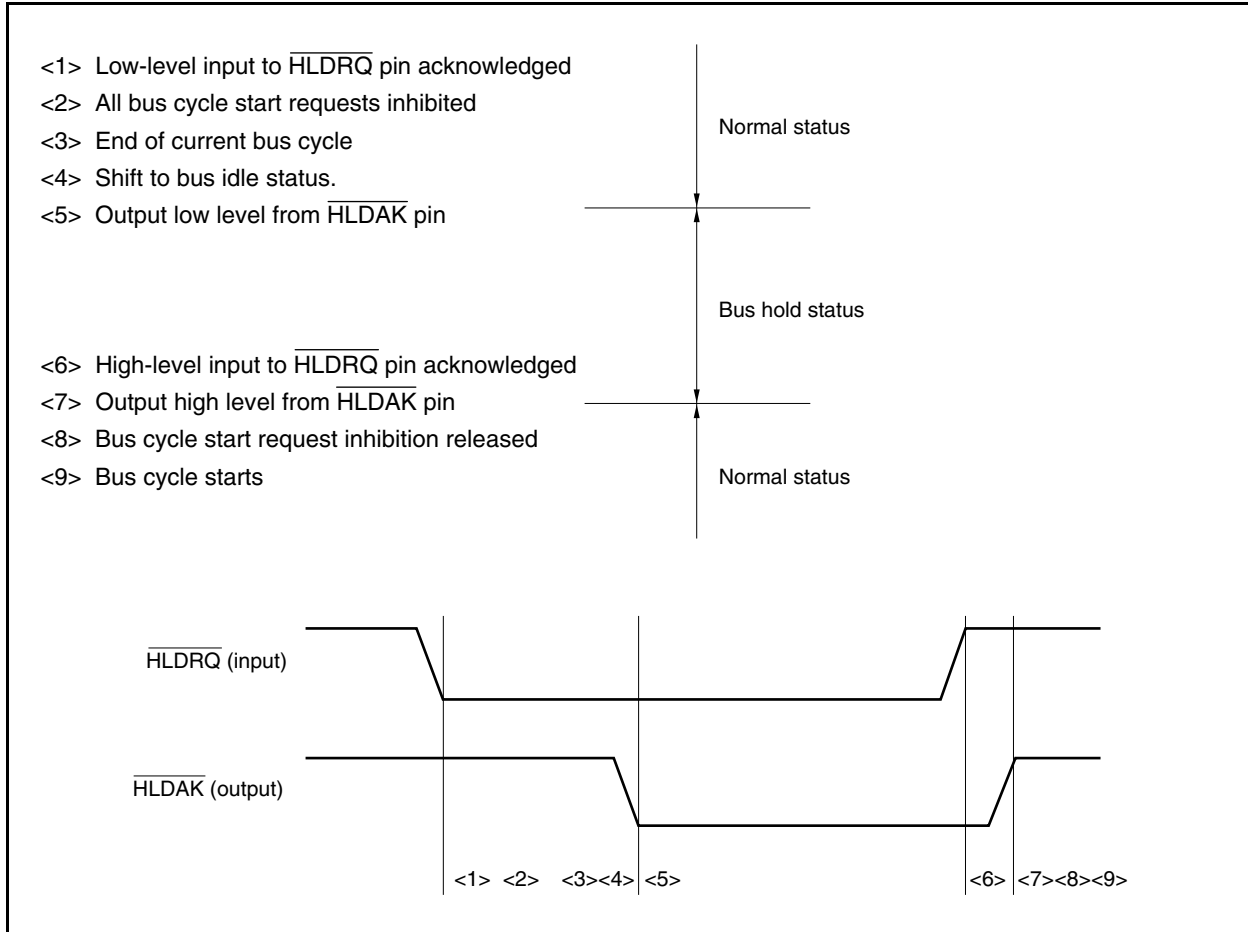 <1> Low-level input to HLDRQ pin acknowledged
<2> All bus cycle start requests inhibited
<3> End of current bus cycle
<4> Shift to bus idle status.
<5> Output low level from HLDAK pin
Normal status
Bus hold status
<6> High-level input to HLDRQ pin acknowledged
<7> Output high level from HLDAK pin
<8> Bus cycle start request inhibition released
<9> Bus cycle starts
Normal status
HLDRQ (input)
HLDAK (output)
<1> <2> <3><4> <5> <6> <7><8><9>